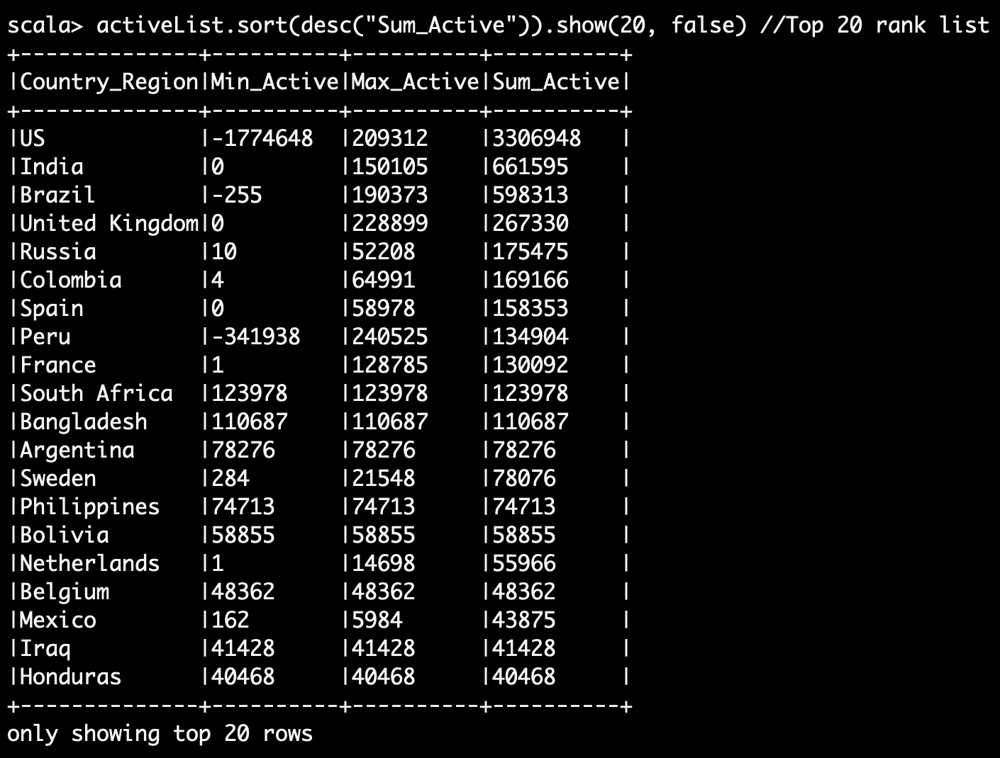 scala> activeList.sort(desc("Sum_Active")).show(20, false) //Top 20 rank list
+--------------+----------+----------+----------+
|Country_Region|Min_Active|Max_Active|Sum_Active|
+--------------+----------+----------+----------+
|US            |-1774648  |209312    |3306948   |
|India         |0         |150105    |661595    |
|Brazil        |-255      |190373    |598313    |
|United Kingdom|0         |228899    |267330    |
|Russia        |10        |52208     |175475    |
|Colombia      |4         |64991     |169166    |
|Spain         |0         |58978     |158353    |
|Peru          |-341938   |240525    |134904    |
|France        |1         |128785    |130092    |
|South Africa  |123978    |123978    |123978    |
|Bangladesh    |110687    |110687    |110687    |
|Argentina     |78276     |78276     |78276     |
|Sweden        |284       |21548     |78076     |
|Philippines   |74713     |74713     |74713     |
|Bolivia       |58855     |58855     |58855     |
|Netherlands   |1         |14698     |55966     |
|Belgium       |48362     |48362     |48362     |
|Mexico        |162       |5984      |43875     |
|Iraq          |41428     |41428     |41428     |
|Honduras      |40468     |40468     |40468     |
+--------------+----------+----------+----------+
only showing top 20 rows